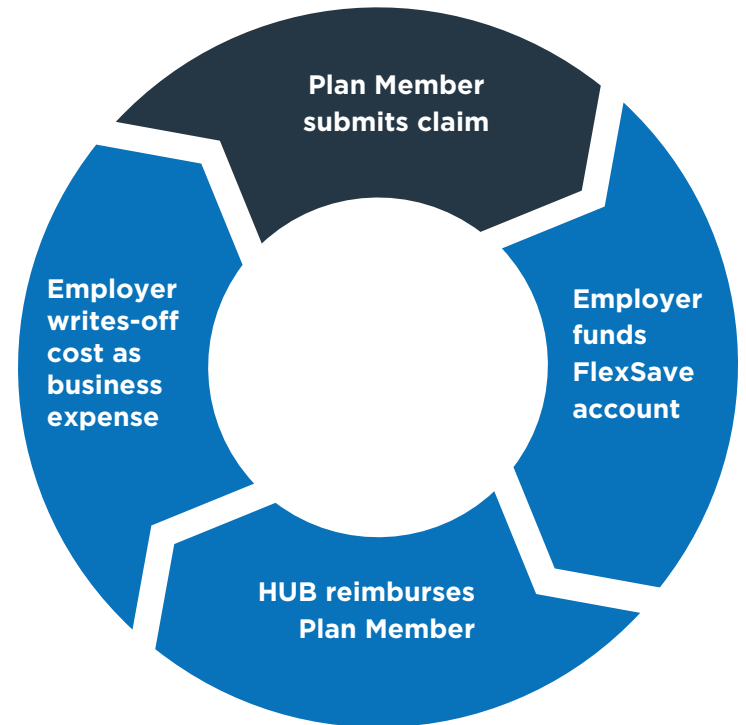 Plan Member
submits claim
Employer
funds
FlexSave
account
HUB reimburses
Plan Member
Employer
writes-off
cost as
business
expense